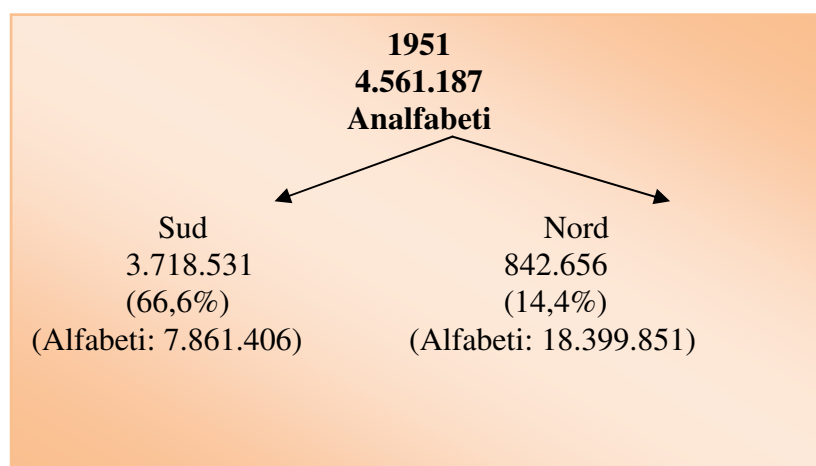 1951
4.561.187
Analfabeti
Sud
3.718.531
(66,6%)
(Alfabeti: 7.861.406)
Nord
842.656
(14,4%)
(Alfabeti: 18.399.851)